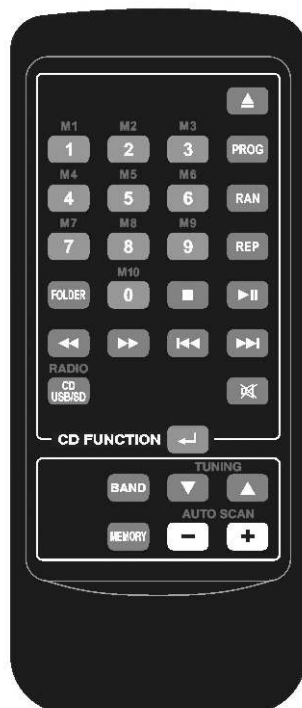 M1 M2 M3
1 2 3 PROG
M4 M5 M6
4 5 6 RAN
M7 M8 M9
7 8 9 REP
M10
FOLDER 0
RADIO
CD
USB/SD
CD FUNCTION
TUNING
BAND
AUTO SCAN
MEMORY - +